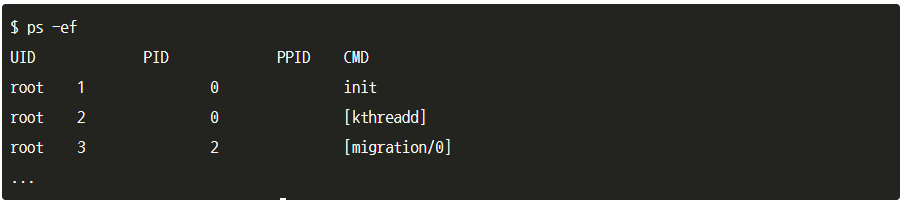 $ ps -ef
UID PID PPID CMD
root 1 0 init
root 2 0 [kthreadd]
root 3 2 [migration/0]
...